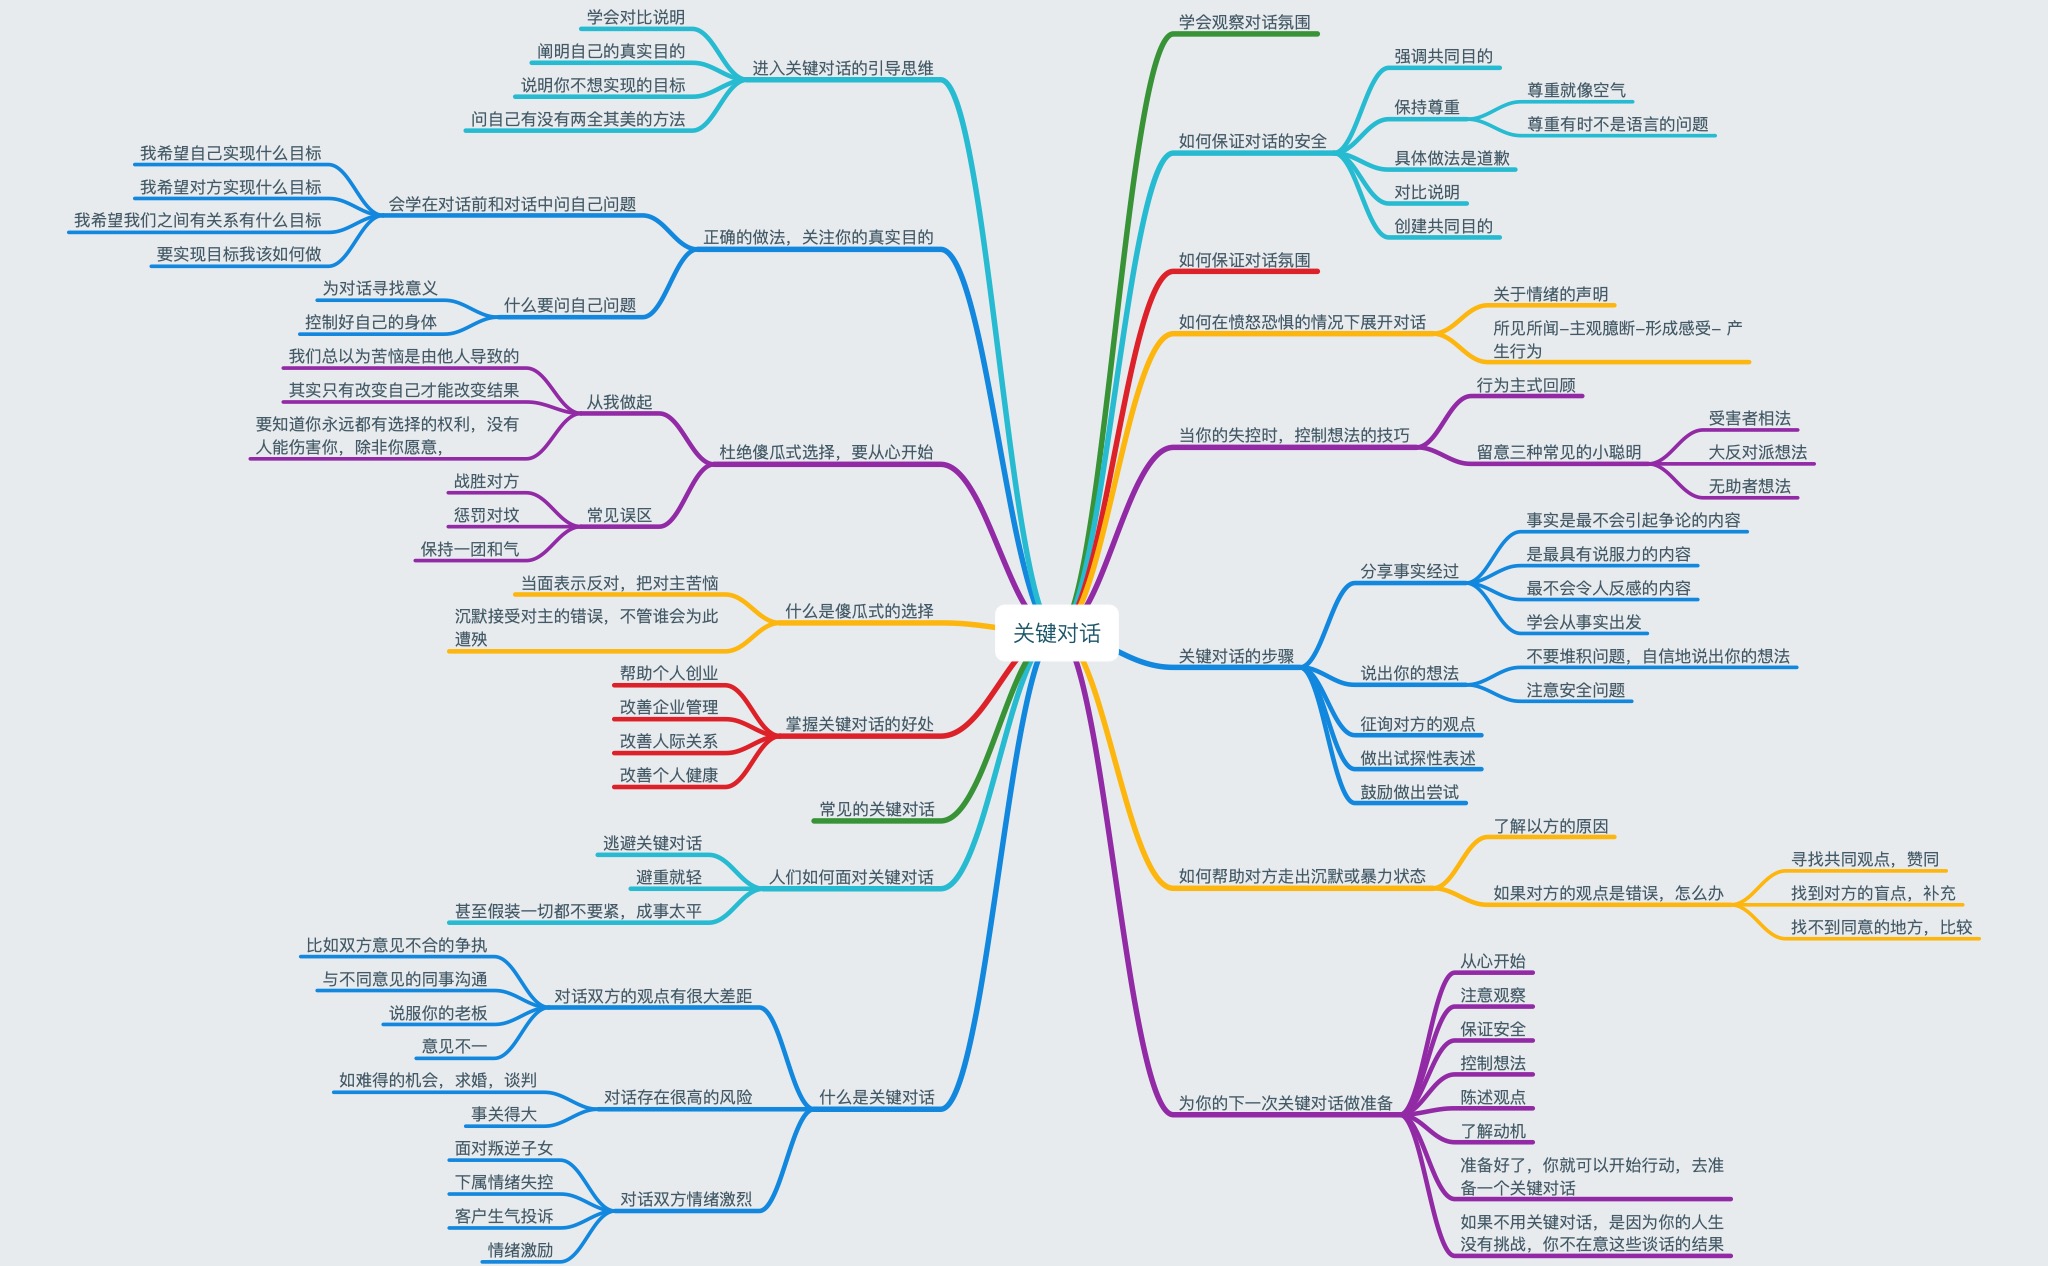 关键对话
学会对比说明
阐明自己的真实目的
说明你不想实现的目标
问自己有没有两全其美的方法
进入关键对话的引导思维
我希望自己实现什么目标
我希望对方实现什么目标
我希望我们之间有关系有什么目标
要实现目标我该如何做
会学在对话前和对话中问自己问题
为对话寻找意义
控制好自己的身体
什么要问自己问题
正确的做法，关注你的真实目的
我们总以为苦恼是由他人导致的
其实只有改变自己才能改变结果
要知道你永远都有选择的权利，没有
人能伤害你，除非你愿意，
从我做起
战胜对方
惩罚对坟
保持一团和气
常见误区
杜绝傻瓜式选择，要从心开始
当面表示反对，把对主苦恼
沉默接受对主的错误，不管谁会为此
遭殃
什么是傻瓜式的选择
帮助个人创业
改善企业管理
改善人际关系
改善个人健康
掌握关键对话的好处
常见的关键对话
逃避关键对话
避重就轻
甚至假装一切都不要紧，成事太平
人们如何面对关键对话
比如双方意见不合的争执
与不同意见的同事沟通
说服你的老板
意见不一
对话双方的观点有很大差距
如难得的机会，求婚，谈判
事关得大
对话存在很高的风险
面对叛逆子女
下属情绪失控
客户生气投诉
情绪激励
对话双方情绪激烈
什么是关键对话
学会观察对话氛围
如何保证对话的安全
强调共同目的
保持尊重
尊重就像空气
尊重有时不是语言的问题
具体做法是道歉
对比说明
创建共同目的
如何保证对话氛围
如何在愤怒恐惧的情况下展开对话
关于情绪的声明
所见所闻–主观臆断–形成感受– 产
生行为
当你的失控时，控制想法的技巧
行为主式回顾
留意三种常见的小聪明
受害者相法
大反对派想法
无助者想法
关键对话的步骤
分享事实经过
事实是最不会引起争论的内容
是最具有说服力的内容
最不会令人反感的内容
学会从事实出发
说出你的想法
不要堆积问题，自信地说出你的想法
注意安全问题
征询对方的观点
做出试探性表述
鼓励做出尝试
如何帮助对方走出沉默或暴力状态
了解以方的原因
如果对方的观点是错误，怎么办
寻找共同观点，赞同
找到对方的盲点，补充
找不到同意的地方，比较
为你的下一次关键对话做准备
从心开始
注意观察
保证安全
控制想法
陈述观点
了解动机
准备好了，你就可以开始行动，去准
备一个关键对话
如果不用关键对话，是因为你的人生
没有挑战，你不在意这些谈话的结果